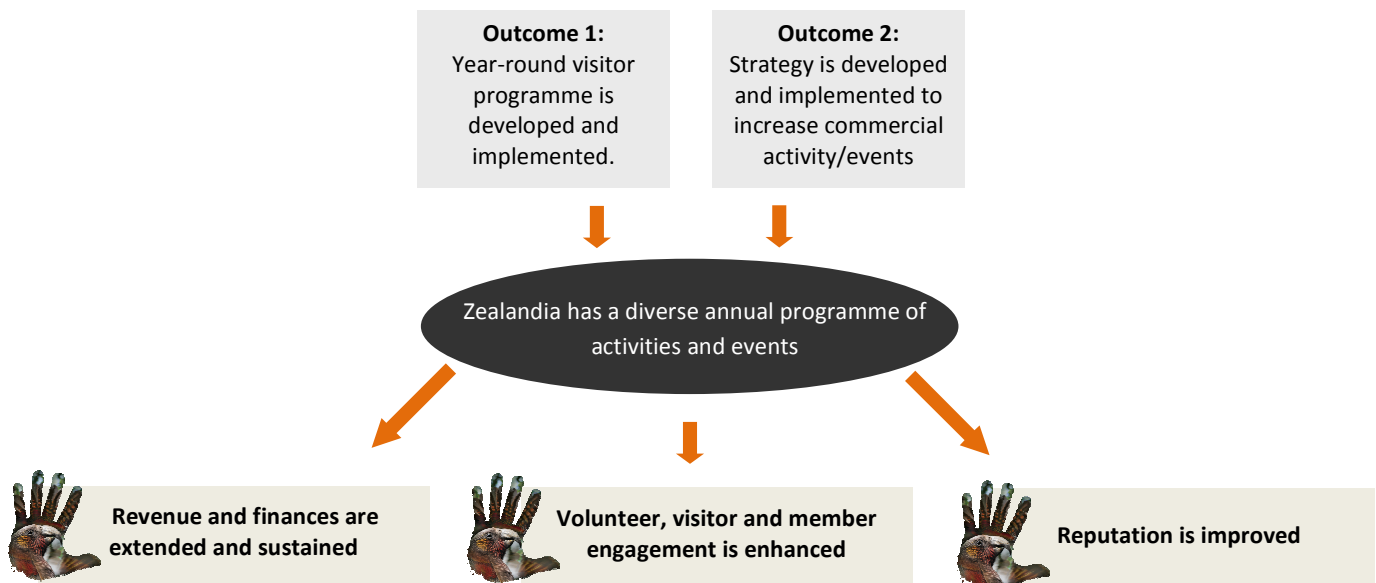 Outcome 1:
Year-round visitor
programme is
developed and
implemented.
Outcome 2:
Strategy is developed
and implemented to
increase commercial
activity/events
Zealandia has a diverse annual programme of
activities and events
Revenue and finances are
extended and sustained
Volunteer, visitor and member
engagement is enhanced
Reputation is improved